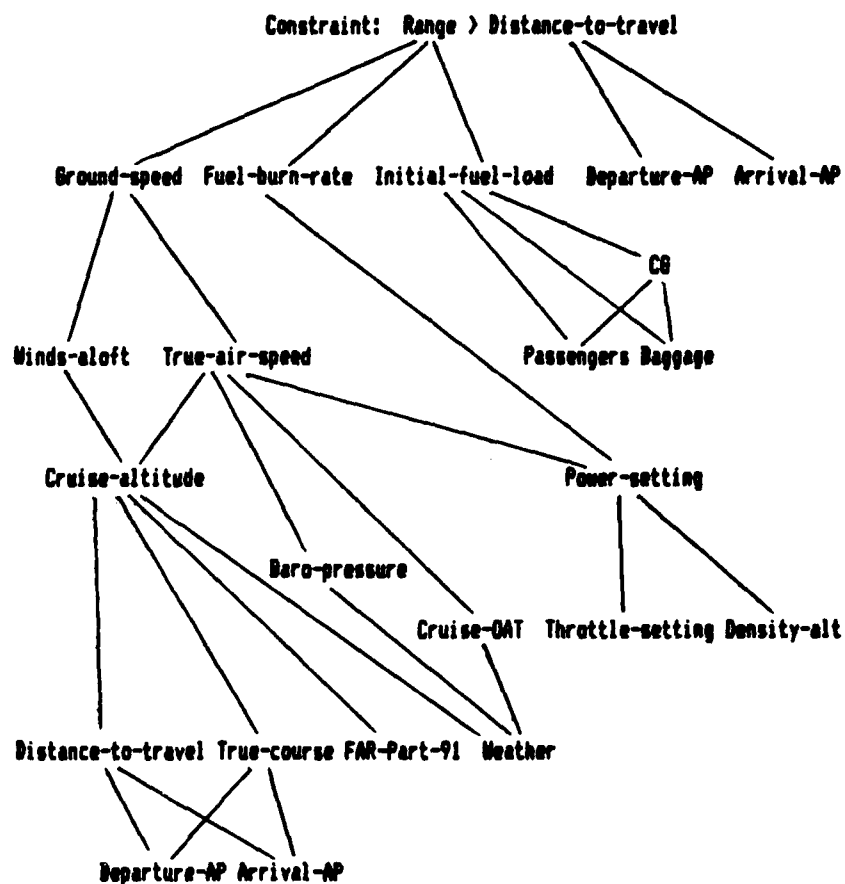 Constraint: Range > Distance-to-travel
Ground-speed Fuel-burn-rate Initial-fuel-load Departure-AP Arrival-AP
CG
Winds-aloft True-air-speed Passengers Baggage
Cruise-altitude Power-setting
Baro-pressure
Cruise-OAT Throttle-setting Density-alt
Distance-to-travel True-course FAR-Part-91 Weather
Departure-AP Arrival-AP